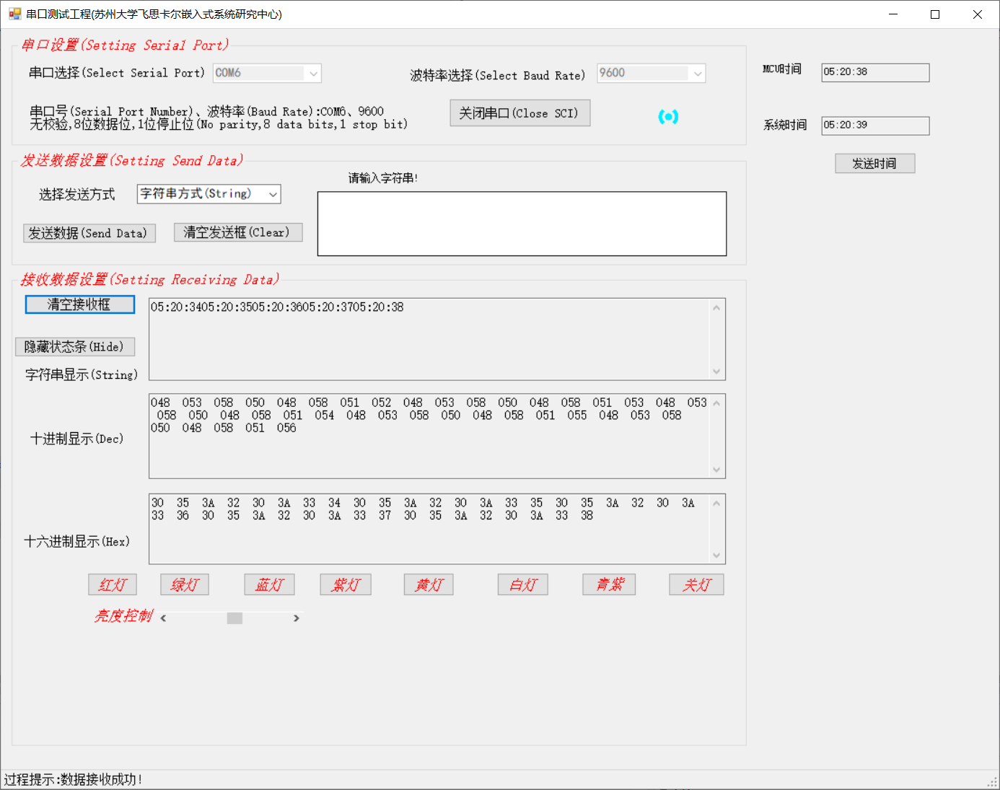 串口测试工程(苏州大学飞思卡尔嵌入式系统研究中心)
串口设置(Setting Serial Port)
串口选择(Select Serial Port) COM6
波特率选择(Select Baud Rate) 9600
MCU时间 05:20:38
串口号(Serial Port Number)、波特率(Baud Rate):COM6、9600
无校验,8位数据位,1位停止位(No parity,8 data bits,1 stop bit)
关闭串口(Close SCI)
系统时间 05:20:39
发送时间
发送数据设置(Setting Send Data)
请输入字符串!
选择发送方式 字符串方式(String)
发送数据(Send Data) 清空发送框(Clear)
接收数据设置(Setting Receiving Data)
清空接收框
05:20:3405:20:3505:20:3605:20:3705:20:38
隐藏状态条(Hide)
字符串显示(String)
048 053 058 050 048 058 051 052 048 053 058 050 048 058 051 053 048 053
058 050 048 058 051 054 048 053 058 050 048 058 051 055 048 053 058
050 048 058 051 056
十进制显示(Dec)
30 35 3A 32 30 3A 33 34 30 35 3A 32 30 3A 33 35 30 35 3A 32 30 3A
33 36 30 35 3A 32 30 3A 33 37 30 35 3A 32 30 3A 33 38
十六进制显示(Hex)
红灯 绿灯 蓝灯 紫灯 黄灯 白灯 青紫 关灯
亮度控制
过程提示:数据接收成功!